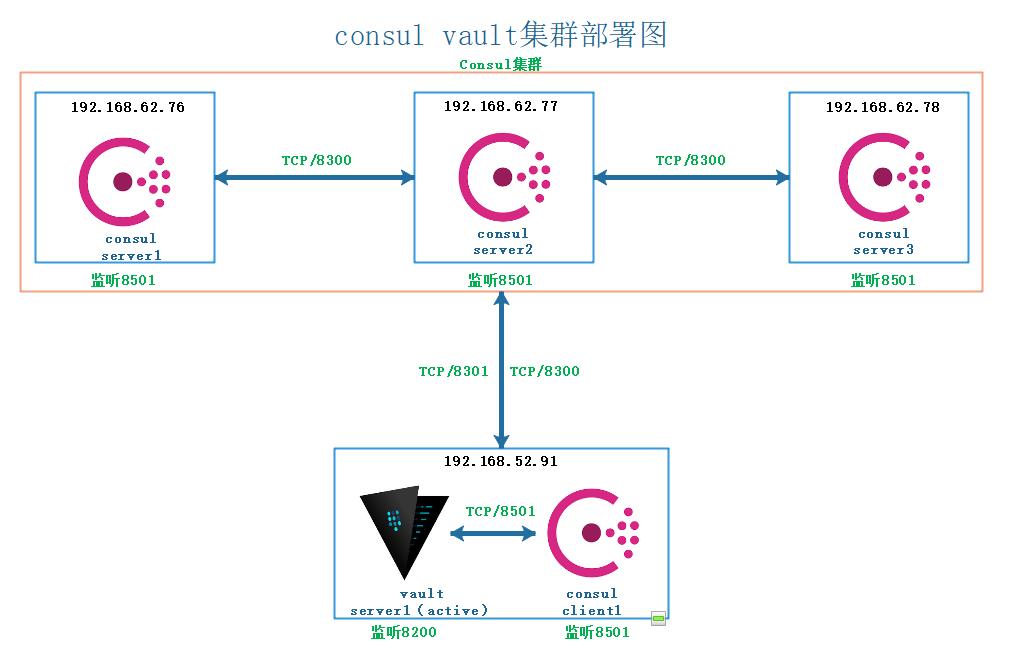 consul vault集群部署图
Consul集群
192.168.62.76
192.168.62.77
192.168.62.78
TCP/8300
TCP/8300
consul
server1
consul
server2
consul
server3
监听8501
监听8501
监听8501
TCP/8301
TCP/8300
192.168.52.91
TCP/8501
vault
server1（active）
consul
client1
监听8200
监听8501